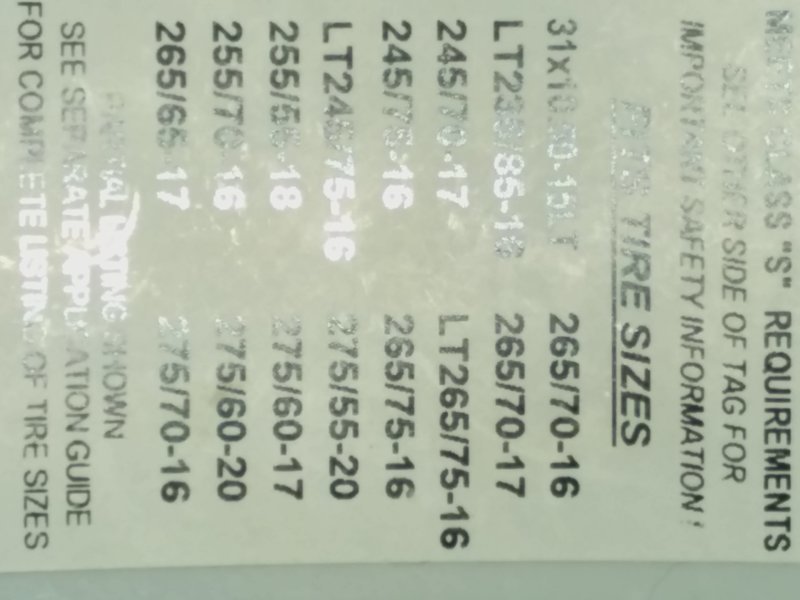 MEETS CLASS "S" REQUIREMENTS
SEE OTHER SIDE OF TAG FOR
IMPORTANT SAFETY INFORMATION!
FITS TIRE SIZES
31x10.50-15LT 265/70-16
LT235/85-16 265/70-17
245/70-17 LT265/75-16
245/75-16 265/75-16
LT245/75-16 275/55-20
255/55-18 275/60-17
255/70-16 275/60-20
265/65-17 275/70-16
PARTIAL LISTING SHOWN
SEE SEPARATE APPLICATION GUIDE
FOR COMPLETE LISTING OF TIRE SIZES